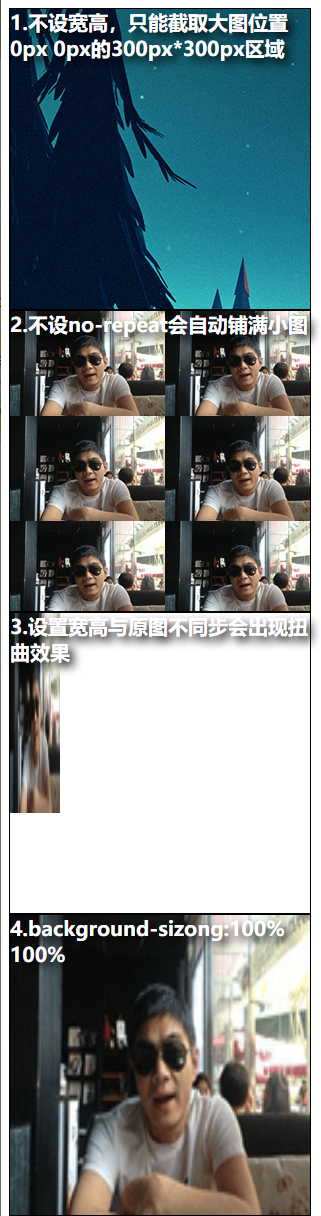 1.不设宽高，只能截取大图位置
0px 0px的300px*300px区域
2.不设no-repeat会自动铺满小图
3.设置宽高与原图不同步会出现扭
曲效果
4.background-sizong:100%
100%